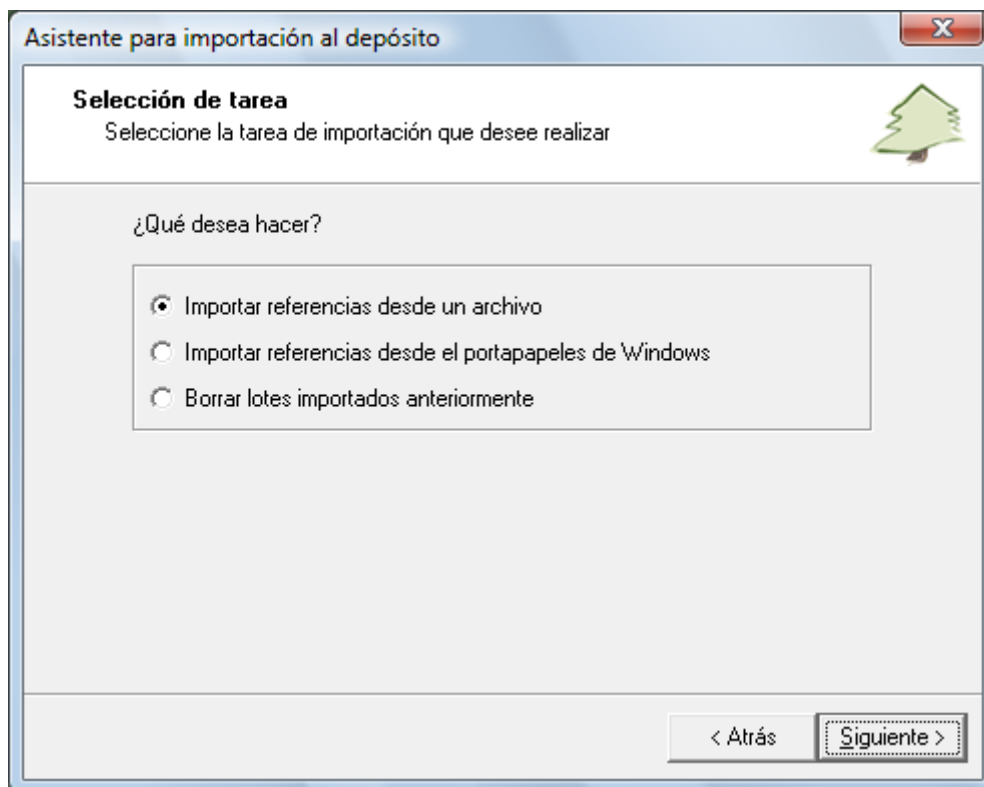 Asistente para importación al depósito
Selección de tarea
Seleccione la tarea de importación que desee realizar
¿Qué desea hacer?
Importar referencias desde un archivo
Importar referencias desde el portapapeles de Windows
Borrar lotes importados anteriormente
< Atrás
Siguiente >